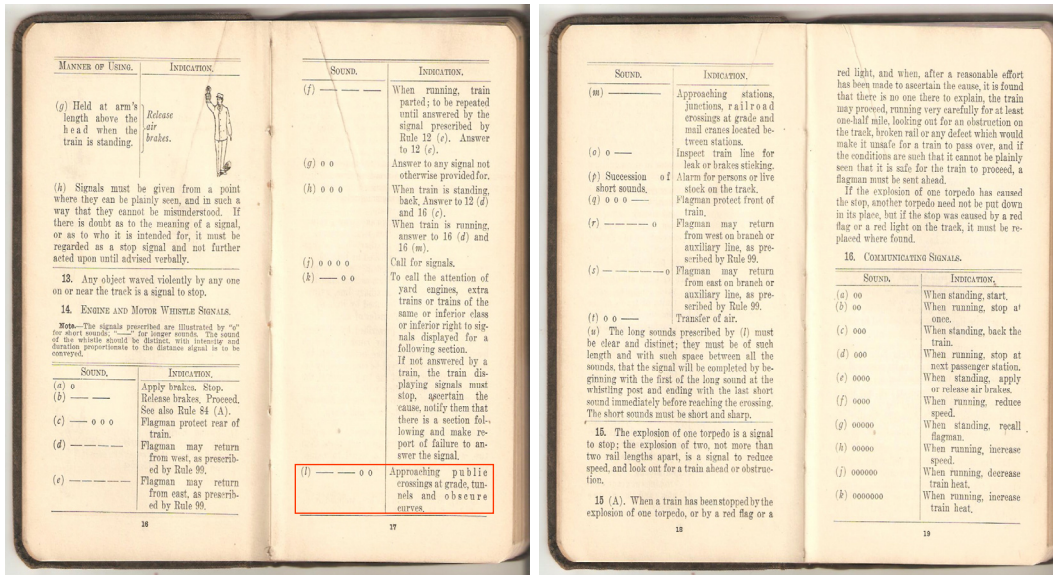 MANNER OF USING. INDICATION.
(g) Held at arm's
length above the
head when the
train is standing.
Release
air
brakes.
(h) Signals must be given from a point
where they can be plainly seen, and in such a
way that they cannot be misunderstood. If
there is doubt as to the meaning of a signal,
or as to who it is intended for, it must be
regarded as a stop signal and not further
acted upon until advised verbally.
13. Any object waved violently by any one
on or near the track is a signal to stop.
14. ENGINE AND MOTOR WHISTLE SIGNALS.
Note.—The signals prescribed are illustrated by "o"
for short sounds; "——" for longer sounds. The sound
of the whistle should be distinct, with intensity and
duration proportionate to the distance signal is to be
conveyed.
SOUND. INDICATION.
(a) o Apply brakes. Stop.
(b) — — Release brakes. Proceed.
See also Rule 84 (A).
(c) — o o o Flagman protect rear of
train.
(d) — — — — Flagman may return
from west, as prescrib-
ed by Rule 99.
(e) — — — — — Flagman may return
from east, as prescrib-
ed by Rule 99.
16
SOUND. INDICATION.
(f) — — — — When running, train
parted; to be repeated
until answered by the
signal prescribed by
Rule 12 (e). Answer
to 12 (e).
(g) o o Answer to any signal not
otherwise provided for.
(h) o o o When train is standing,
back. Answer to 12 (d)
and 16 (c).
When train is running,
answer to 16 (d) and
16 (m).
(j) o o o o Call for signals.
(k) — o o To call the attention of
yard engines, extra
trains or trains of the
same or inferior class
or inferior right to sig-
nals displayed for a
following section.
If not answered by a
train, the train dis-
playing signals must
stop, ascertain the
cause, notify them that
there is a section fol-
lowing and make re-
port of failure to an-
swer the signal.
(l) — — o o Approaching public
crossings at grade, tun-
nels and obscure
curves.
17
SOUND. INDICATION.
(m) ———— Approaching stations,
junctions, railroad
crossings at grade and
mail cranes located be-
tween stations.
(o) o — Inspect train line for
leak or brakes sticking.
(p) Succession of Alarm for persons or live
short sounds. stock on the track.
(q) o o o — Flagman protect front of
train.
(r) — — — — o Flagman may return
from west on branch or
auxiliary line, as pre-
scribed by Rule 99.
(s) — — — — — o Flagman may return
from east on branch or
auxiliary line, as pre-
scribed by Rule 99.
(t) o o — Transfer of air.
(u) The long sounds prescribed by (l) must
be clear and distinct; they must be of such
length and with such space between all the
sounds, that the signal will be completed by be-
ginning with the first of the long sound at the
whistling post and ending with the last short
sound immediately before reaching the crossing.
The short sounds must be short and sharp.
15. The explosion of one torpedo is a signal
to stop; the explosion of two, not more than
two rail lengths apart, is a signal to reduce
speed, and look out for a train ahead or obstruc-
tion.
15 (A). When a train has been stopped by the
explosion of one torpedo, or by a red flag or a
18
red light, and when, after a reasonable effort
has been made to ascertain the cause, it is found
that there is no one there to explain, the train
may proceed, running very carefully for at least
one-half mile, looking out for an obstruction on
the track, broken rail or any defect which would
make it unsafe for a train to pass over, and if
the conditions are such that it cannot be plainly
seen that it is safe for the train to proceed, a
flagman must be sent ahead.
If the explosion of one torpedo has caused
the stop, another torpedo need not be put down
in its place, but if the stop was caused by a red
flag or a red light on the track, it must be re-
placed where found.
16. COMMUNICATING SIGNALS.
SOUND. INDICATION.
(a) oo When standing, start.
(b) oo When running, stop at
once.
(c) ooo When standing, back the
train.
(d) ooo When running, stop at
next passenger station.
(e) oooo When standing, apply
or release air brakes.
(f) oooo When running, reduce
speed.
(g) ooooo When standing, recall
flagman.
(h) ooooo When running, increase
speed.
(j) oooooo When running, decrease
train heat.
(k) ooooooo When running, increase
train heat.
19